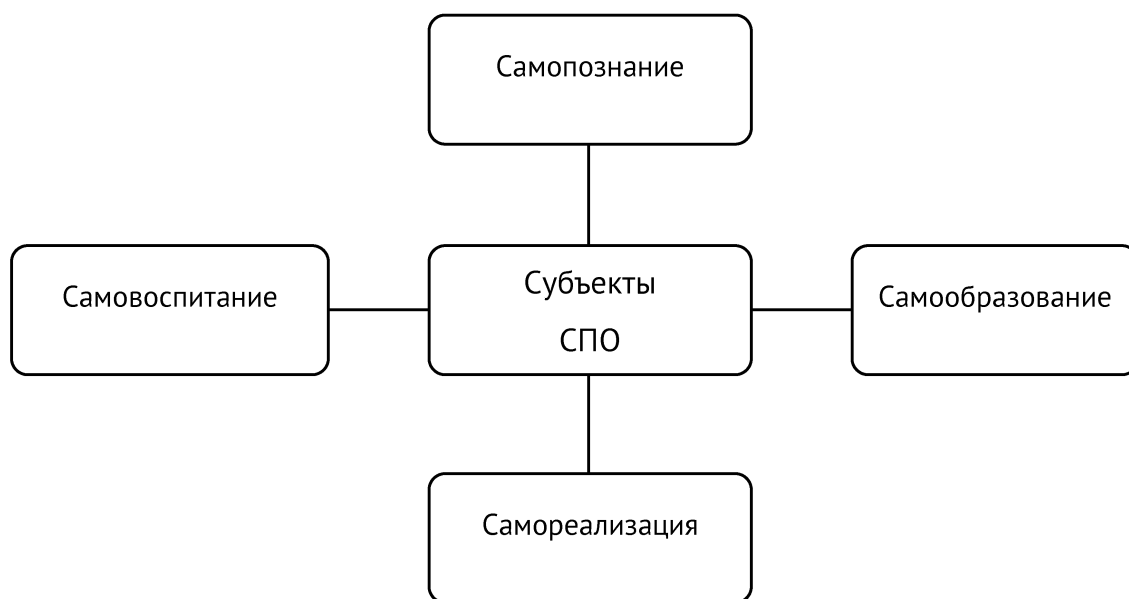 Самопознание
Самовоспитание
Субъекты
СПО
Самообразование
Самореализация